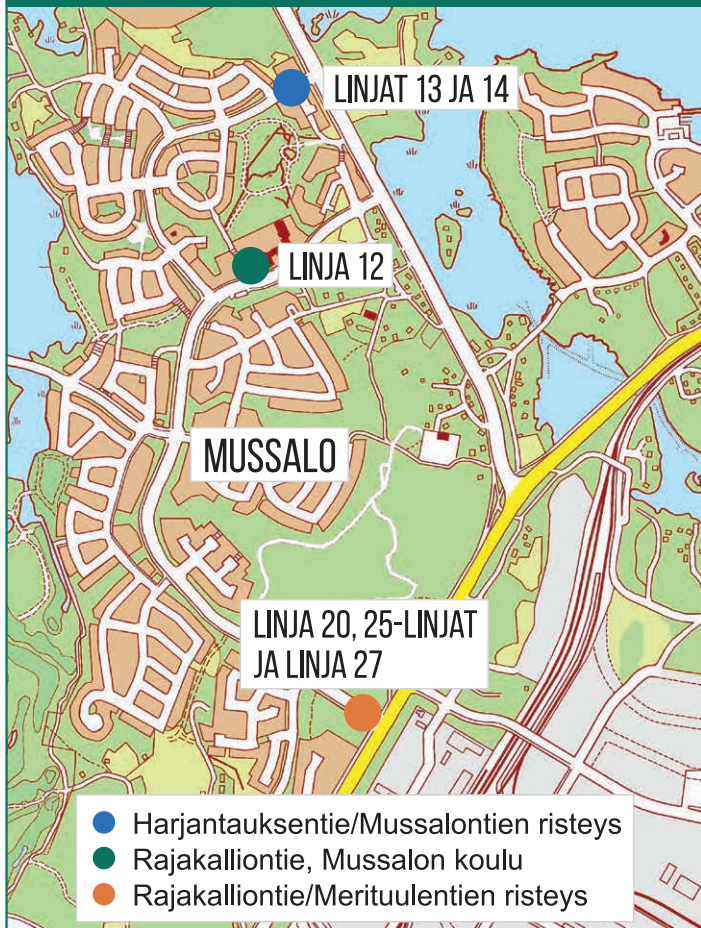 LINJAT 13 JA 14
LINJA 12
MUSSALO
LINJA 20, 25-LINJAT
JA LINJA 27
Harjantauksentie/Mussalontien risteys
Rajakalliontie, Mussalon koulu
Rajakalliontie/Merituulentien risteys